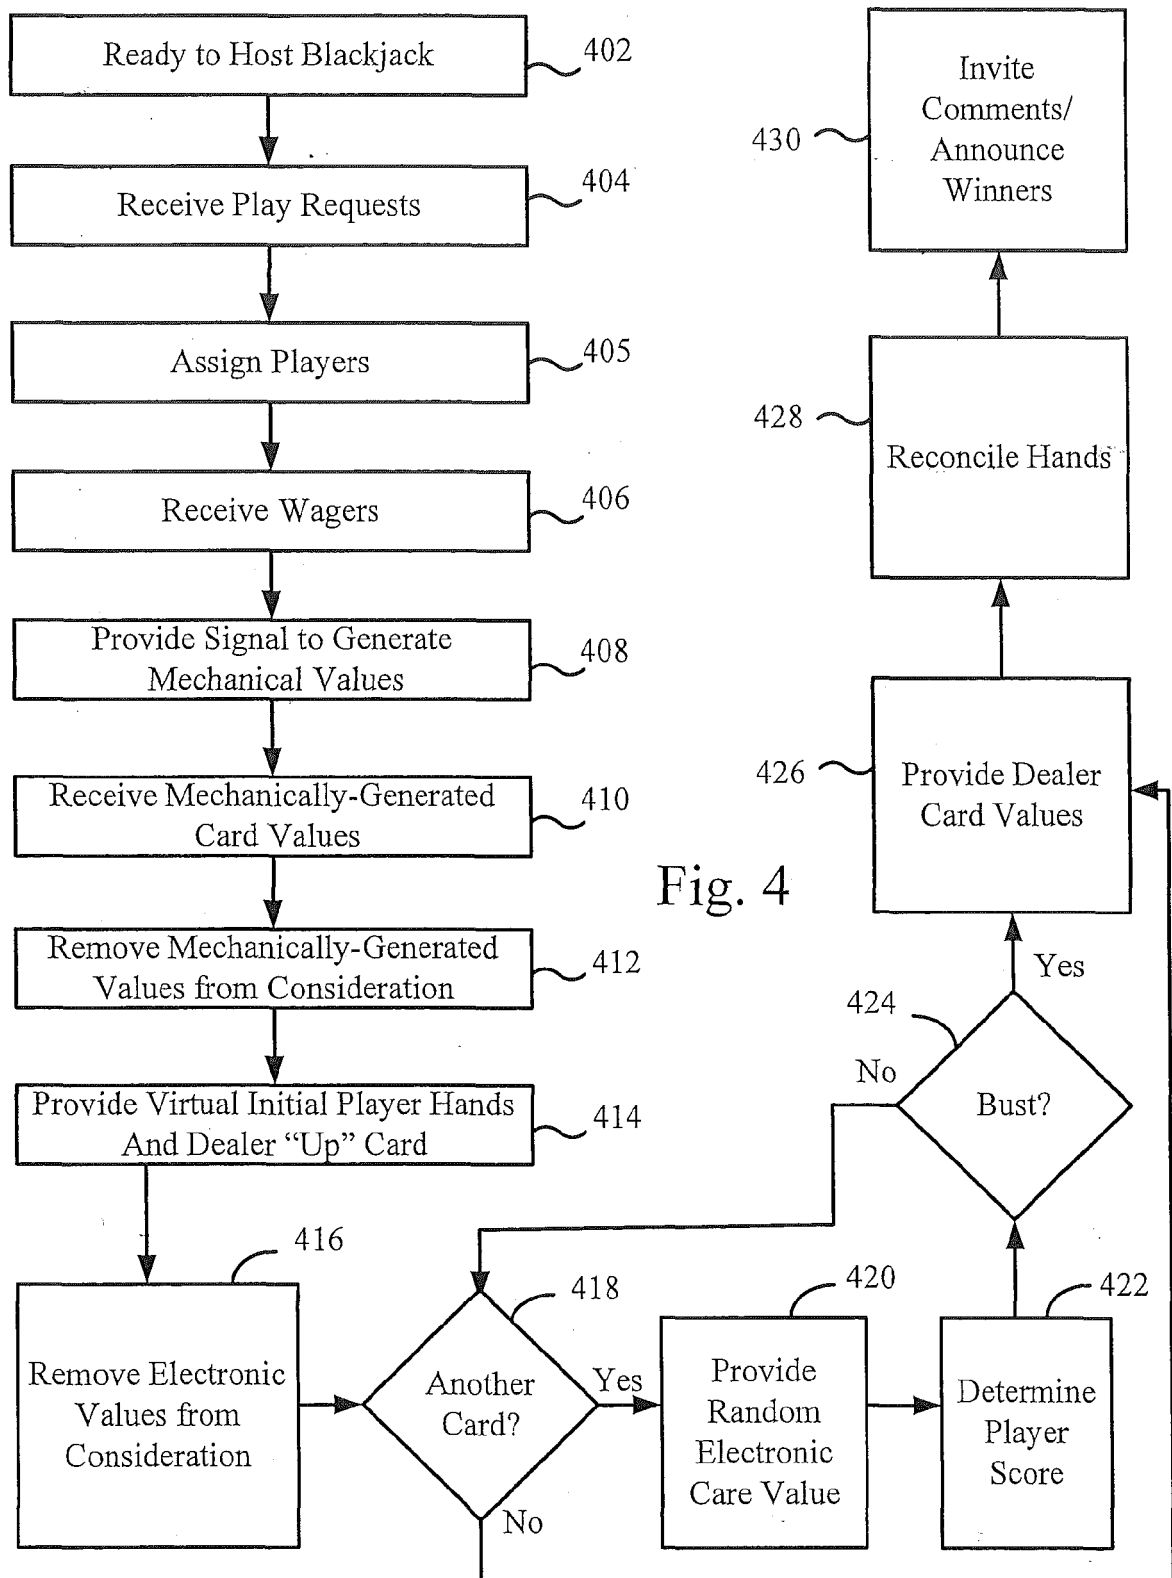 Ready to Host Blackjack
402
Receive Play Requests
404
Assign Players
405
Receive Wagers
406
Provide Signal to Generate
Mechanical Values
408
Receive Mechanically-Generated
Card Values
410
Remove Mechanically-Generated
Values from Consideration
412
Provide Virtual Initial Player Hands
And Dealer “Up” Card
414
416
Remove Electronic
Values from
Consideration
418
Another
Card?
Yes
No
420
Provide
Random
Electronic
Care Value
422
Determine
Player
Score
424
Bust?
No
Yes
426
Provide Dealer
Card Values
428
Reconcile Hands
430
Invite
Comments/
Announce
Winners
Fig. 4